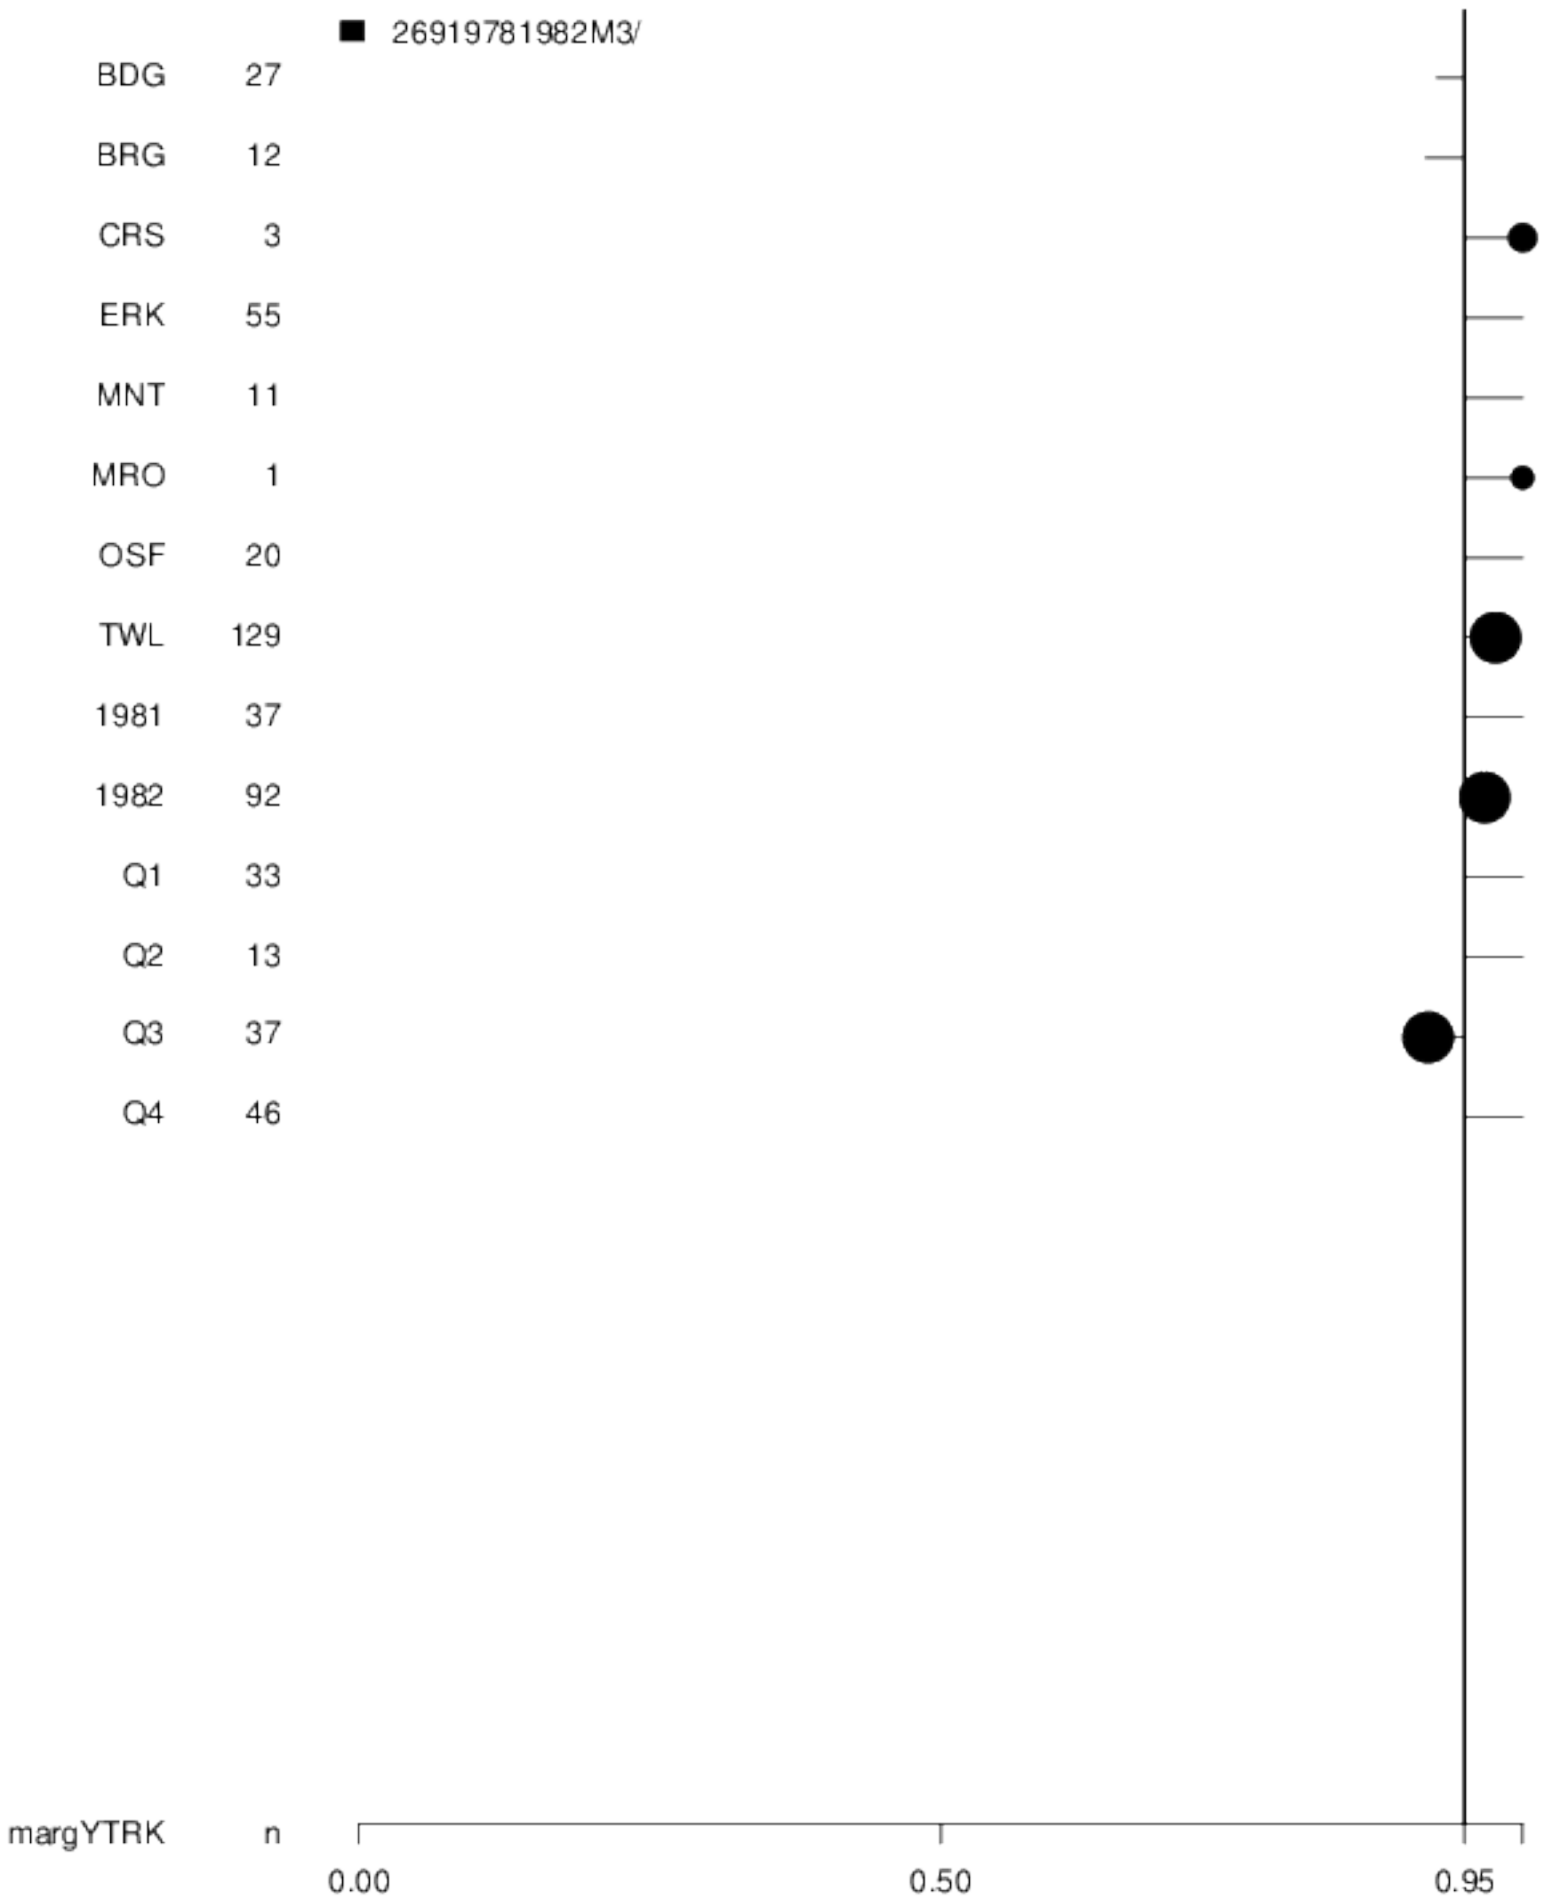 26919781982M3/
BDG 27
BRG 12
CRS 3
ERK 55
MNT 11
MRO 1
OSF 20
TWL 129
1981 37
1982 92
Q1 33
Q2 13
Q3 37
Q4 46
margYTRK n
0.00 0.50 0.95